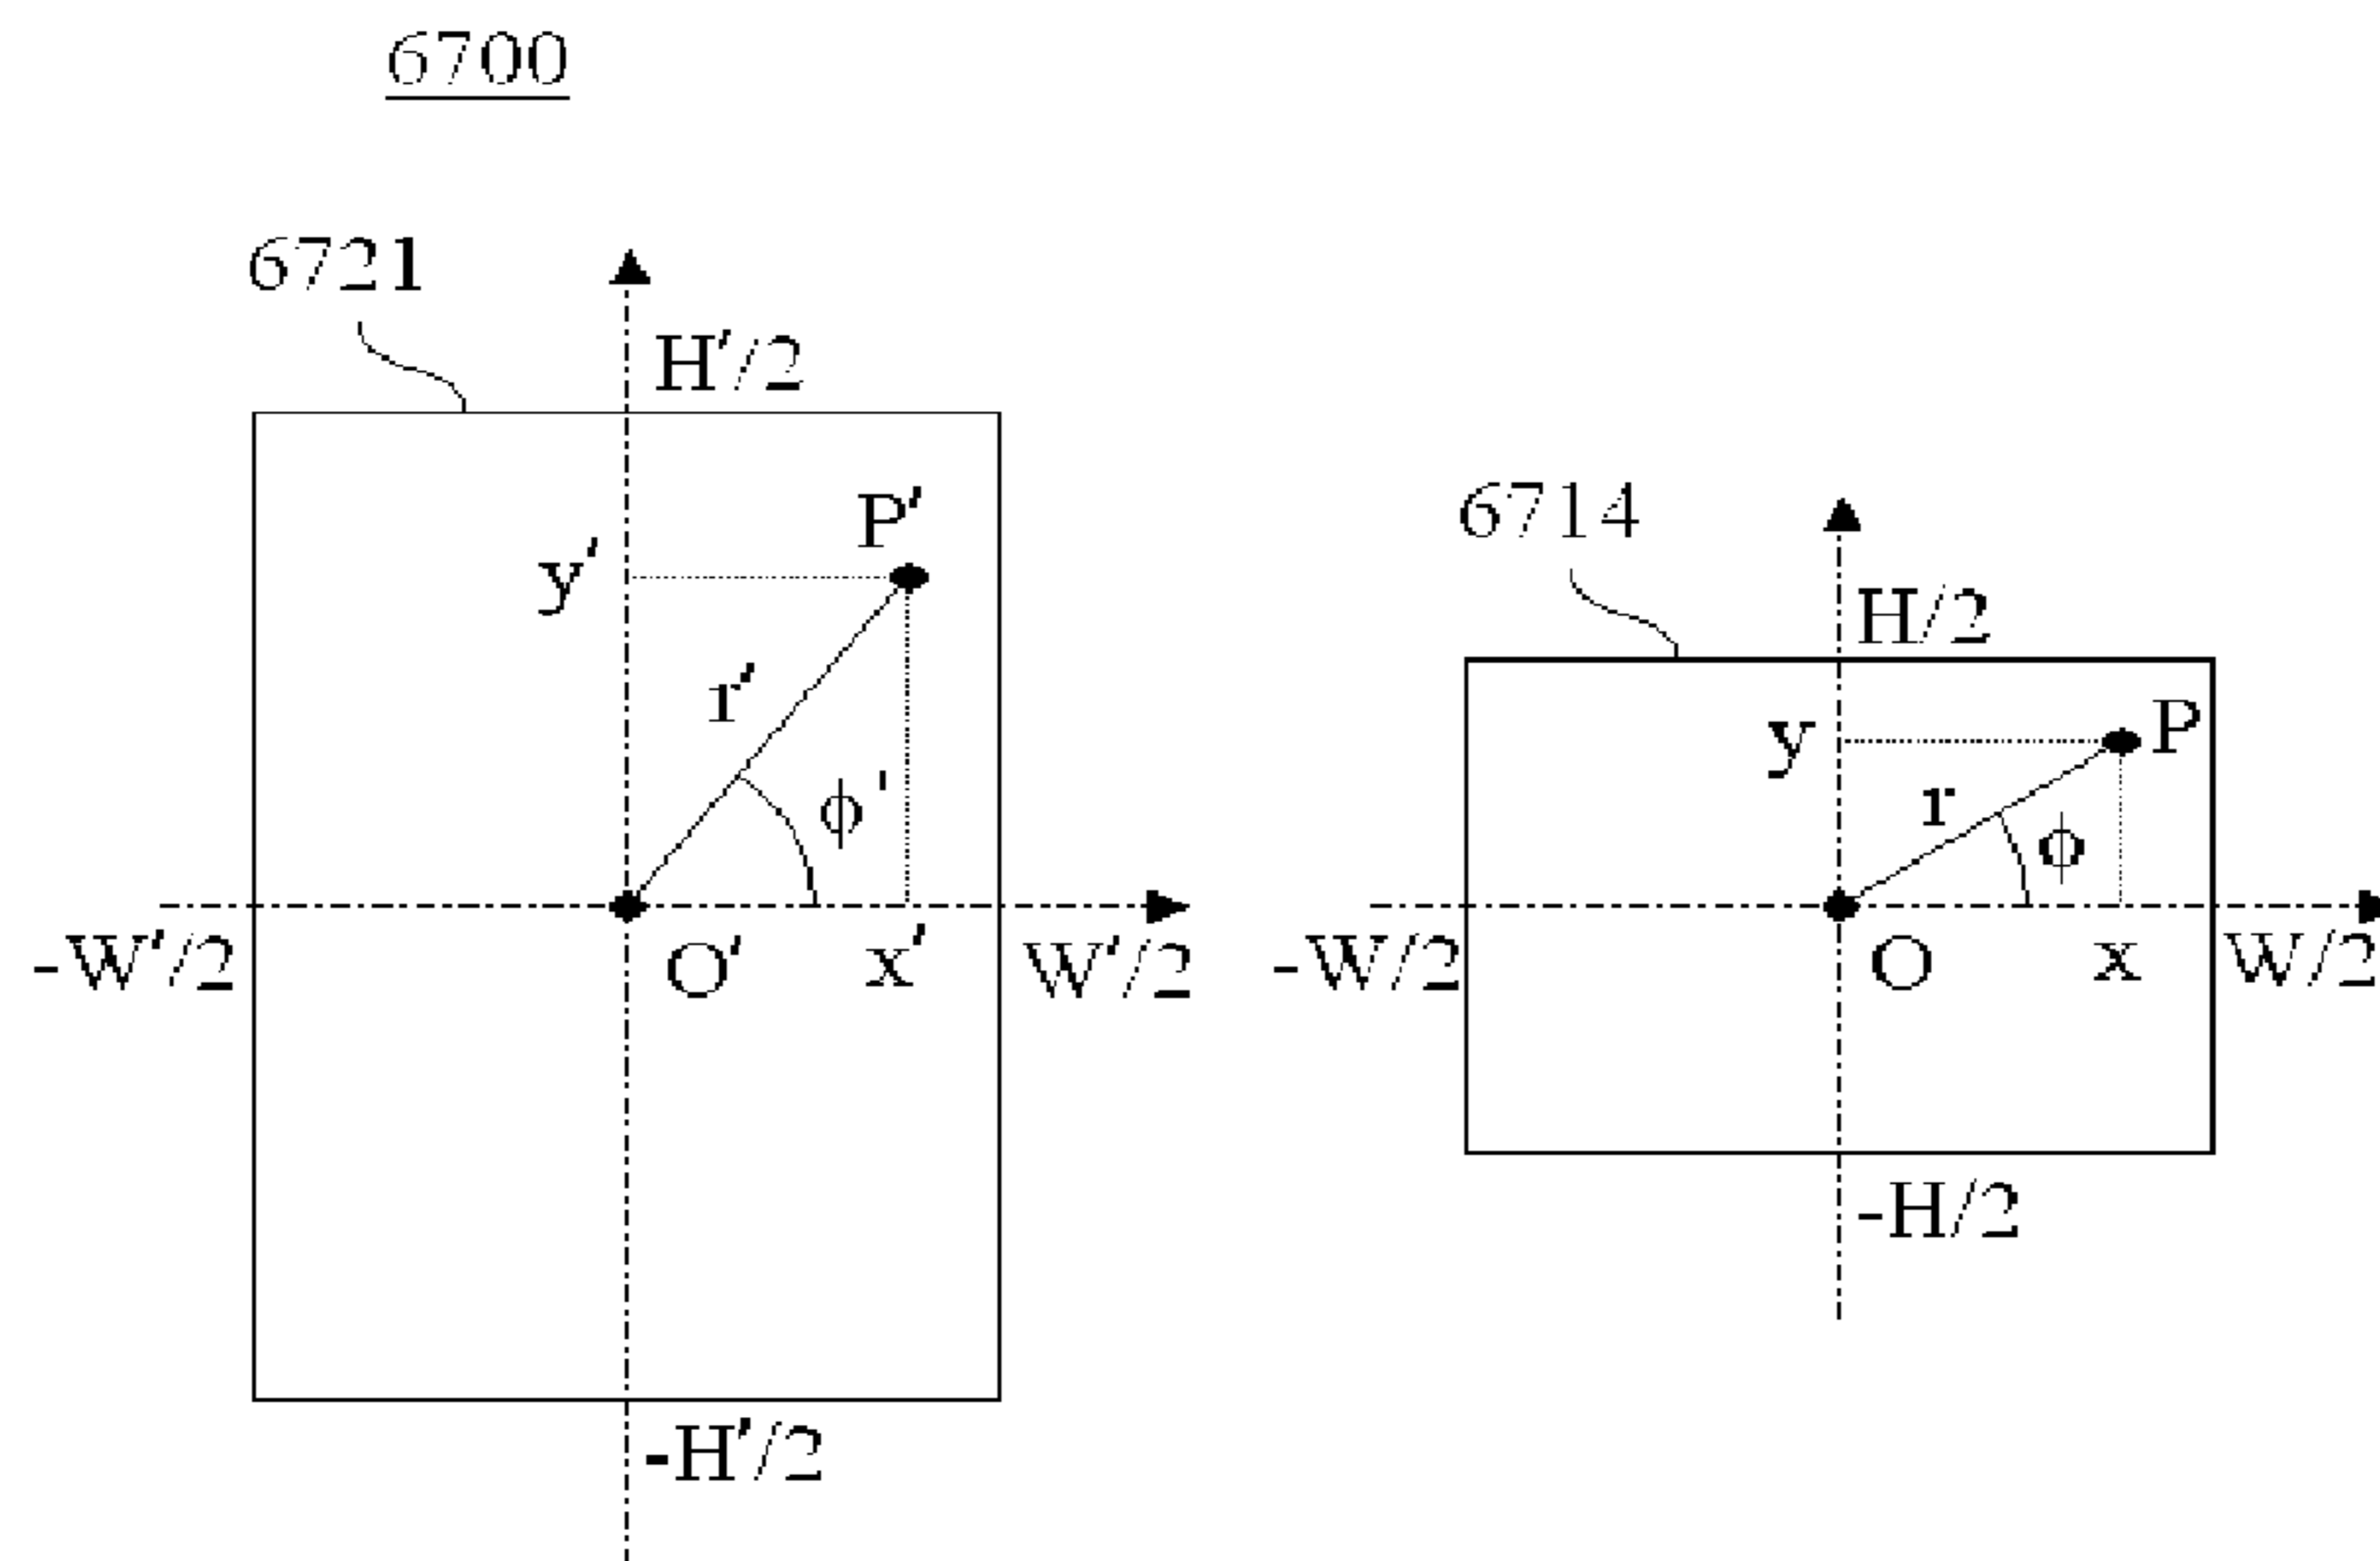 6700
6721
H'/2
P'
y'
r'
ϕ'
-W'/2
O'
x'
W'/2
-H'/2
6714
H/2
P
y
r
ϕ
-W/2
O
x
W/2
-H/2